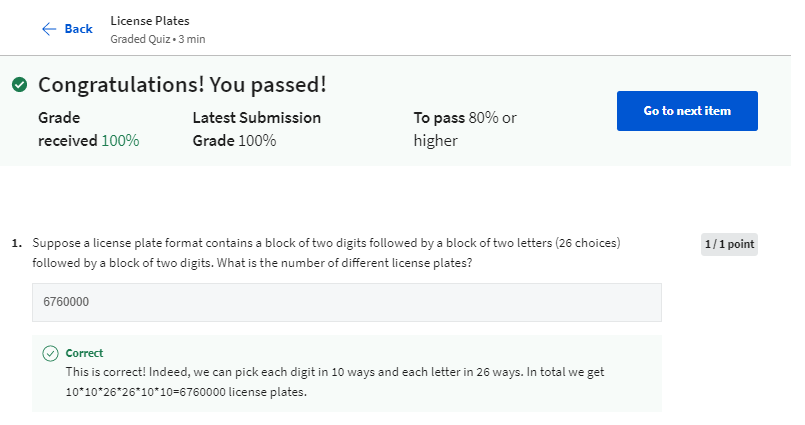 Back
License Plates
Graded Quiz • 3 min
Congratulations! You passed!
Grade
received 100%
Latest Submission
Grade 100%
To pass 80% or
higher
Go to next item
1. Suppose a license plate format contains a block of two digits followed by a block of two letters (26 choices)
followed by a block of two digits. What is the number of different license plates?
1 / 1 point
6760000
Correct
This is correct! Indeed, we can pick each digit in 10 ways and each letter in 26 ways. In total we get
10*10*26*26*10*10=6760000 license plates.